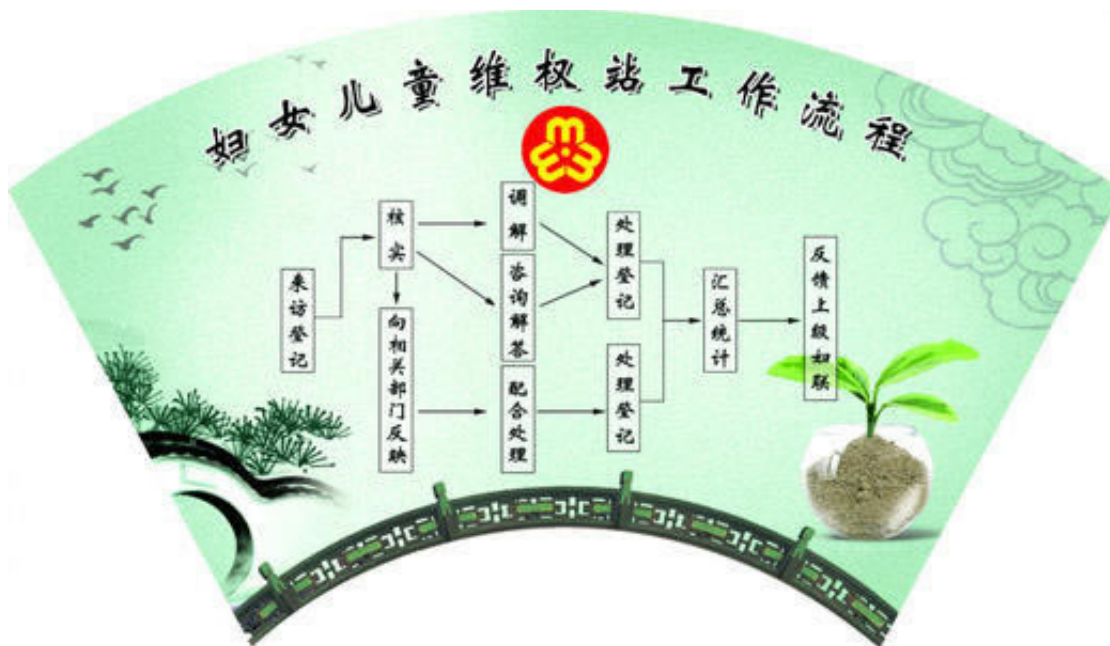 妇女儿童维权站工作流程
来访登记
核实
向相关部门反映
调解
咨询解答
配合处理
处理登记
处理登记
汇总统计
反馈上级妇联